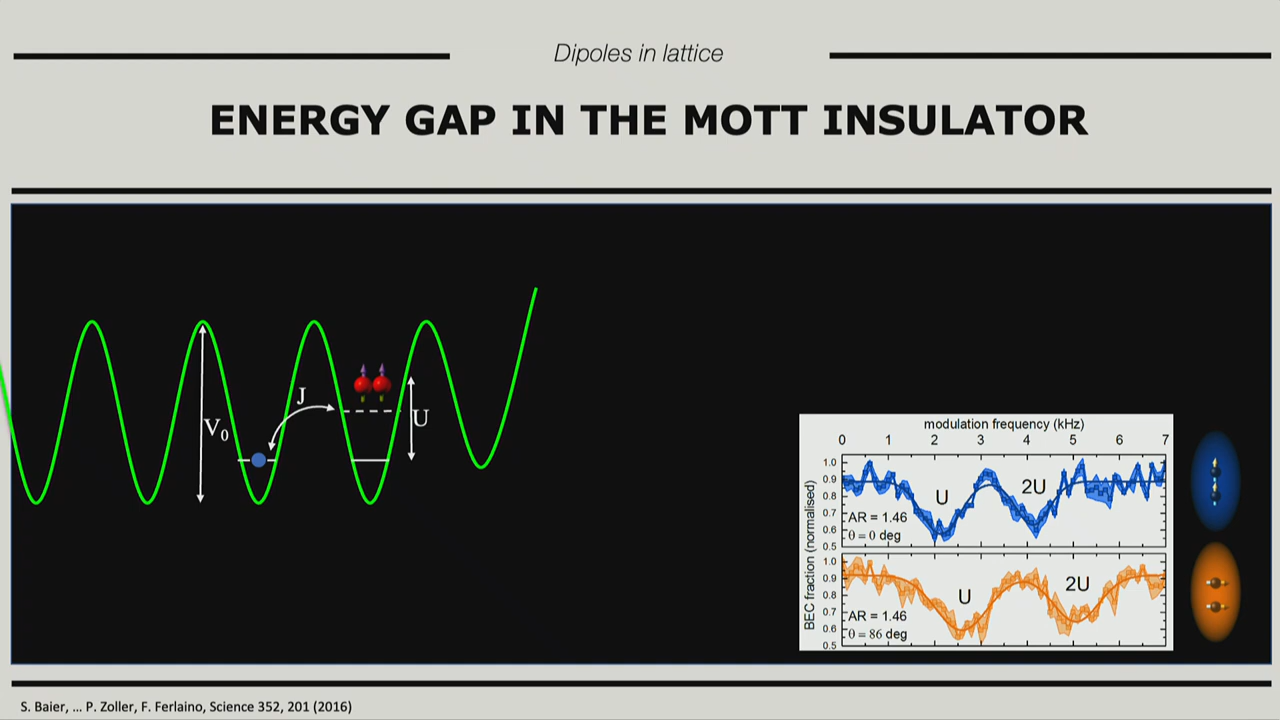 Dipoles in lattice
ENERGY GAP IN THE MOTT INSULATOR
J
V0
U
modulation frequency (kHz)
0 1 2 3 4 5 6 7
BEC fraction (normalised)
1.0
0.9
0.8
0.7
0.6
0.5
U
2U
AR = 1.46
θ = 0 deg
1.0
0.9
0.8
0.7
0.6
0.5
U
2U
AR = 1.46
θ = 86 deg
S. Baier, ... P. Zoller, F. Ferlaino, Science 352, 201 (2016)